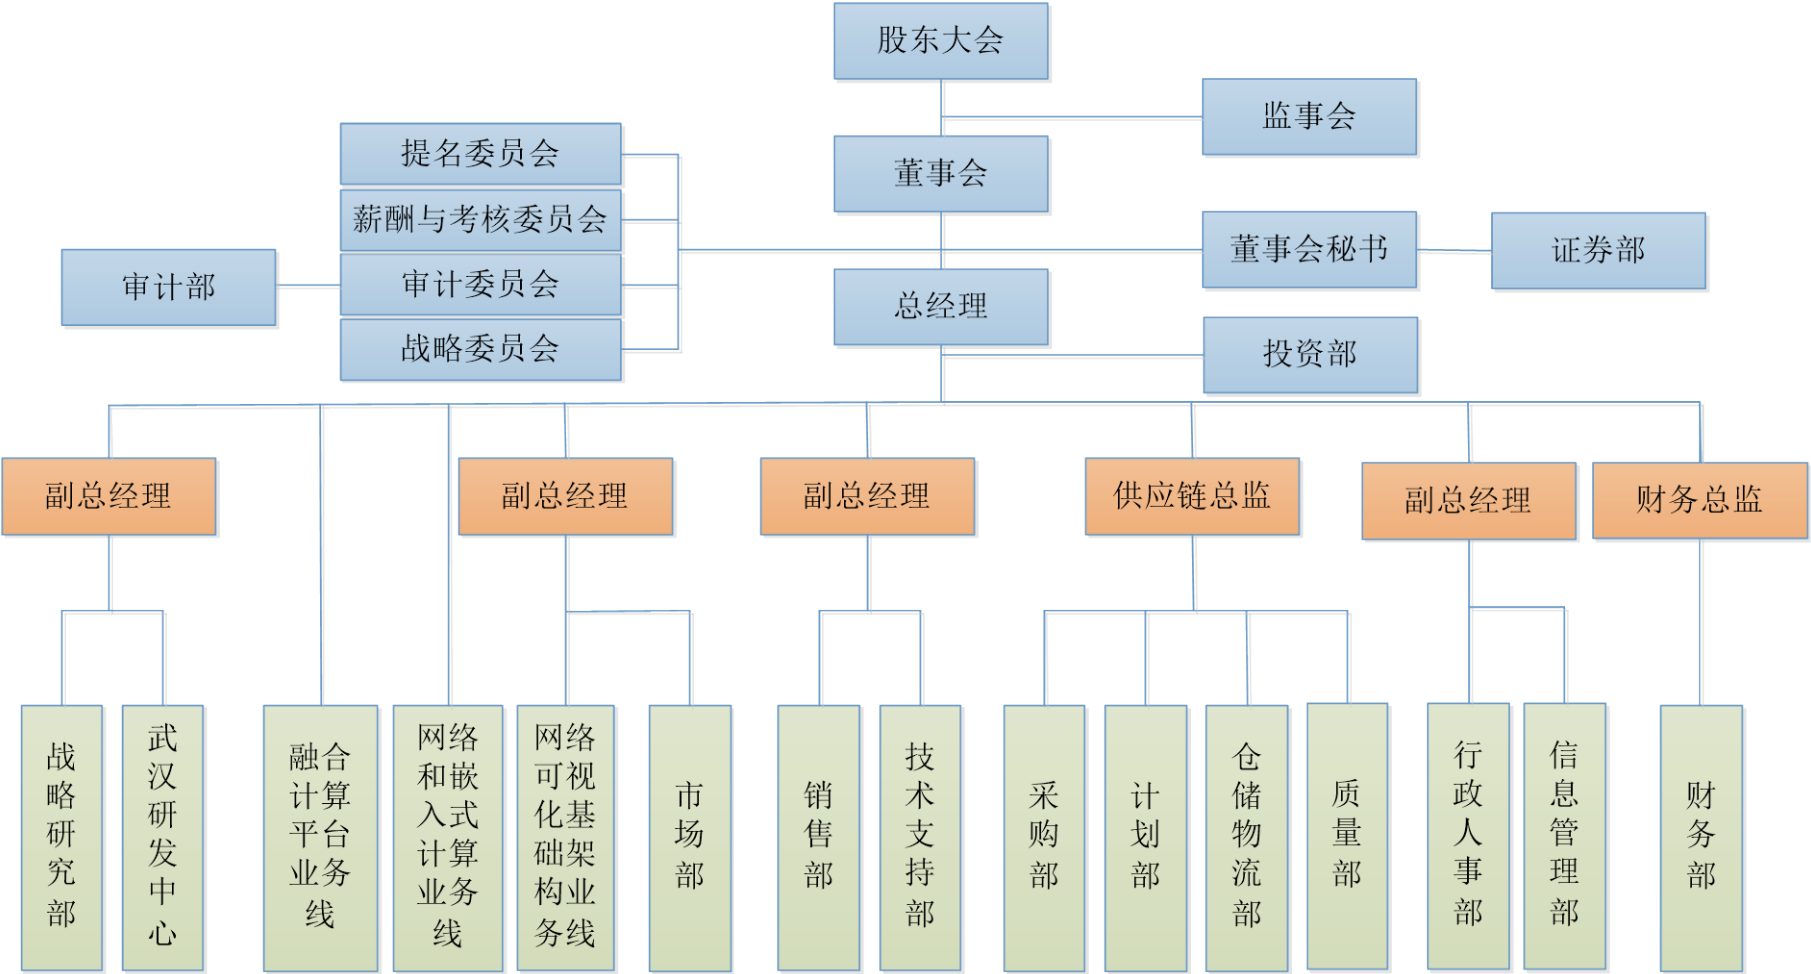 股东大会
监事会
提名委员会
董事会
薪酬与考核委员会
董事会秘书
证券部
审计部
审计委员会
总经理
战略委员会
投资部
副总经理
副总经理
副总经理
供应链总监
副总经理
财务总监
战略研究部
武汉研发中心
融合
计算
平台
业务
线
网络
和嵌
入式
计算
业务
线
网络
可视
化基
础架
构业
务线
市场部
销售部
技术支持部
采购部
计划部
仓储物流部
质量部
行政人事部
信息管理部
财务部